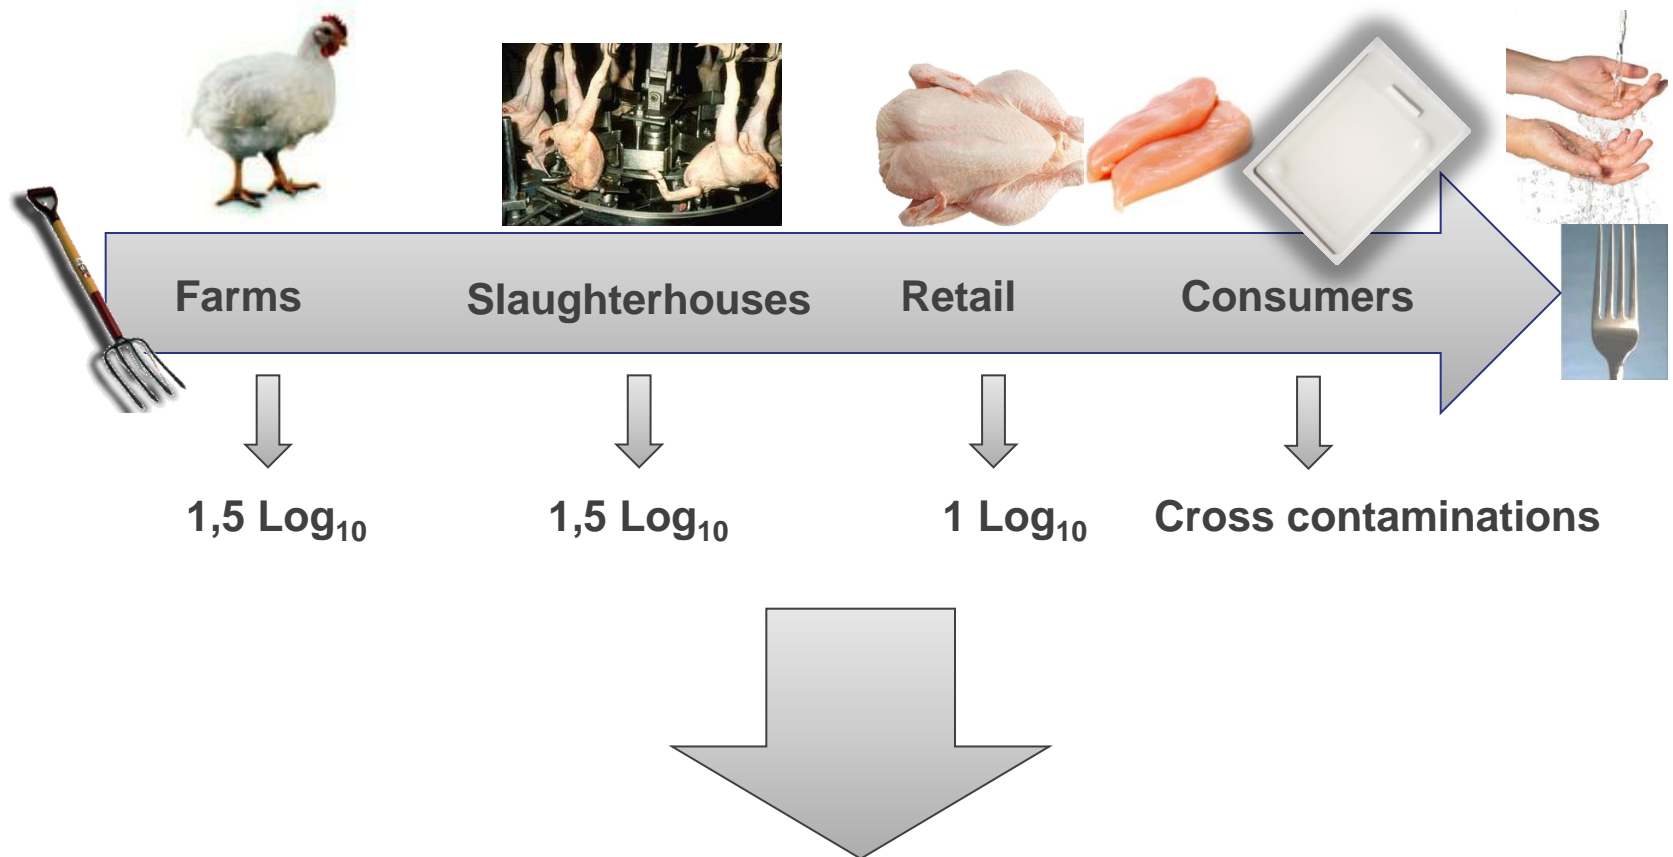 Farms Slaughterhouses Retail Consumers
1,5 Log₁₀ 1,5 Log₁₀ 1 Log₁₀ Cross contaminations